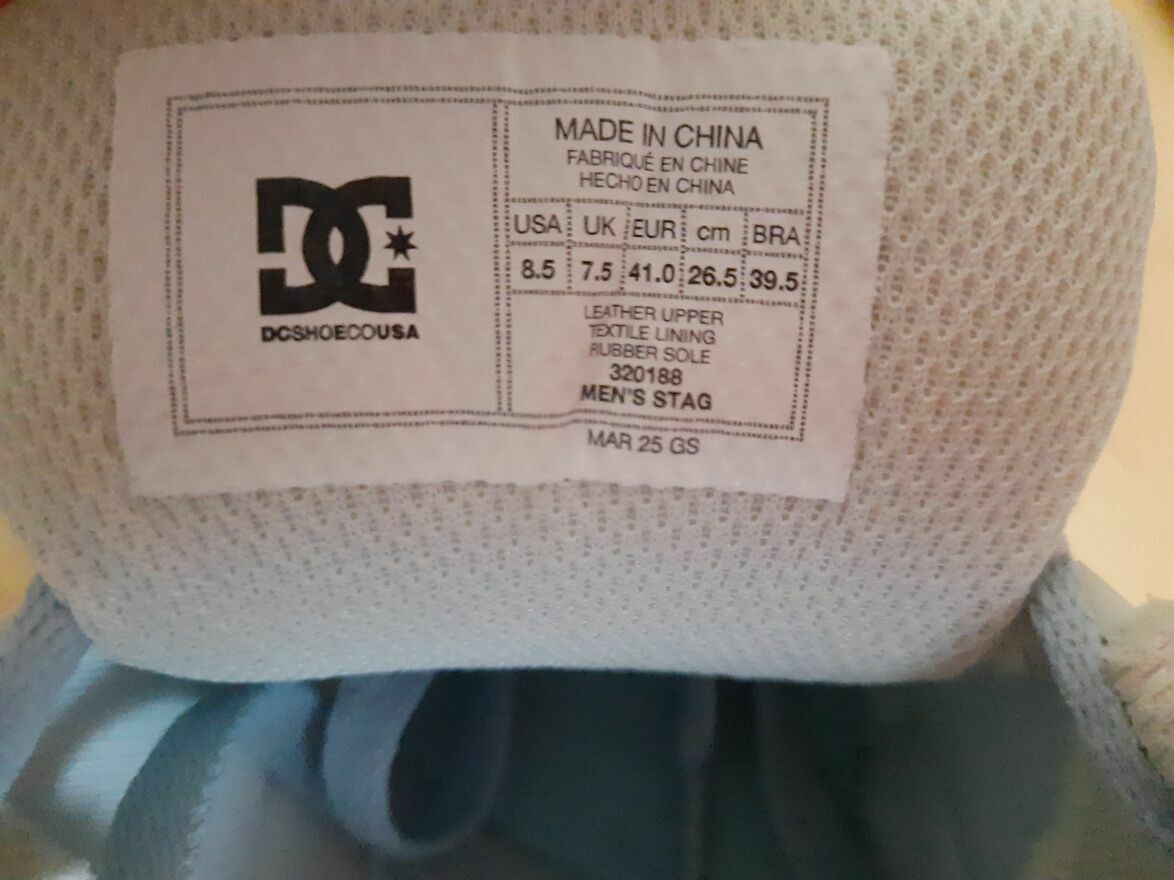 DC
DCSHOECOUSA
MADE IN CHINA
FABRIQUÉ EN CHINE
HECHO EN CHINA
USA UK EUR cm BRA
8.5 7.5 41.0 26.5 39.5
LEATHER UPPER
TEXTILE LINING
RUBBER SOLE
320188
MEN'S STAG
MAR 25 GS